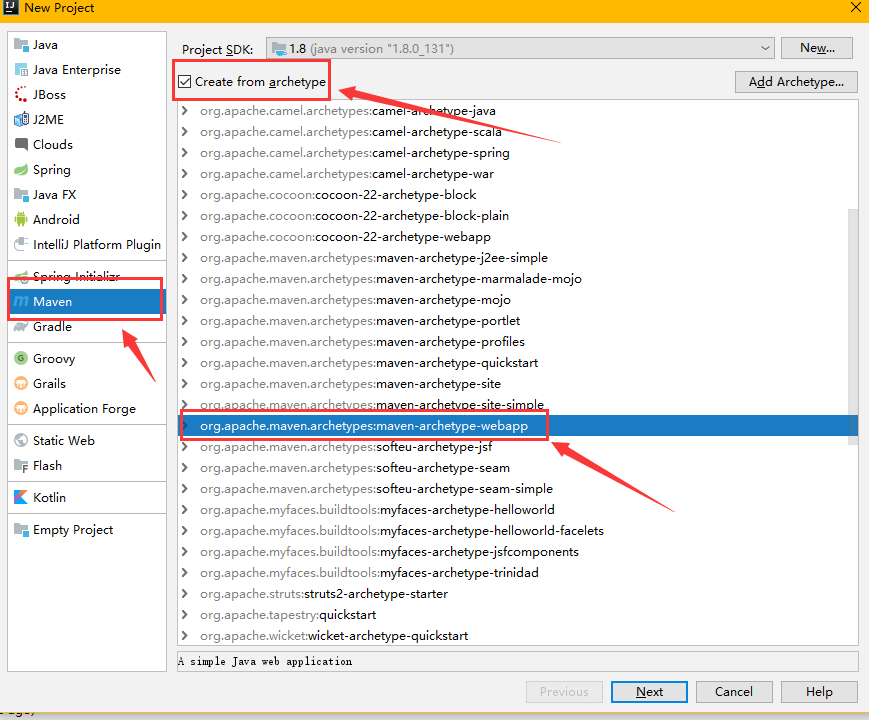 New Project
Java
Java Enterprise
JBoss
J2ME
Clouds
Spring
Java FX
Android
IntelliJ Platform Plugin
Spring Initializr
Maven
Gradle
Groovy
Grails
Application Forge
Static Web
Flash
Kotlin
Empty Project
Project SDK: 1.8 (java version "1.8.0_131") New...
Create from archetype Add Archetype...
org.apache.camel.archetypes:camel-archetype-java
org.apache.camel.archetypes:camel-archetype-scala
org.apache.camel.archetypes:camel-archetype-spring
org.apache.camel.archetypes:camel-archetype-war
org.apache.cocoon:cocoon-22-archetype-block
org.apache.cocoon:cocoon-22-archetype-block-plain
org.apache.cocoon:cocoon-22-archetype-webapp
org.apache.maven.archetypes:maven-archetype-j2ee-simple
org.apache.maven.archetypes:maven-archetype-marmalade-mojo
org.apache.maven.archetypes:maven-archetype-mojo
org.apache.maven.archetypes:maven-archetype-portlet
org.apache.maven.archetypes:maven-archetype-profiles
org.apache.maven.archetypes:maven-archetype-quickstart
org.apache.maven.archetypes:maven-archetype-site
org.apache.maven.archetypes:maven-archetype-site-simple
org.apache.maven.archetypes:maven-archetype-webapp
org.apache.maven.archetypes:softeu-archetype-jsf
org.apache.maven.archetypes:softeu-archetype-seam
org.apache.maven.archetypes:softeu-archetype-seam-simple
org.apache.myfaces.buildtools:myfaces-archetype-helloworld
org.apache.myfaces.buildtools:myfaces-archetype-helloworld-facelets
org.apache.myfaces.buildtools:myfaces-archetype-jsfcomponents
org.apache.myfaces.buildtools:myfaces-archetype-trinidad
org.apache.struts:struts2-archetype-starter
org.apache.tapestry:quickstart
org.apache.wicket:wicket-archetype-quickstart
A simple Java web application
Previous Next Cancel Help